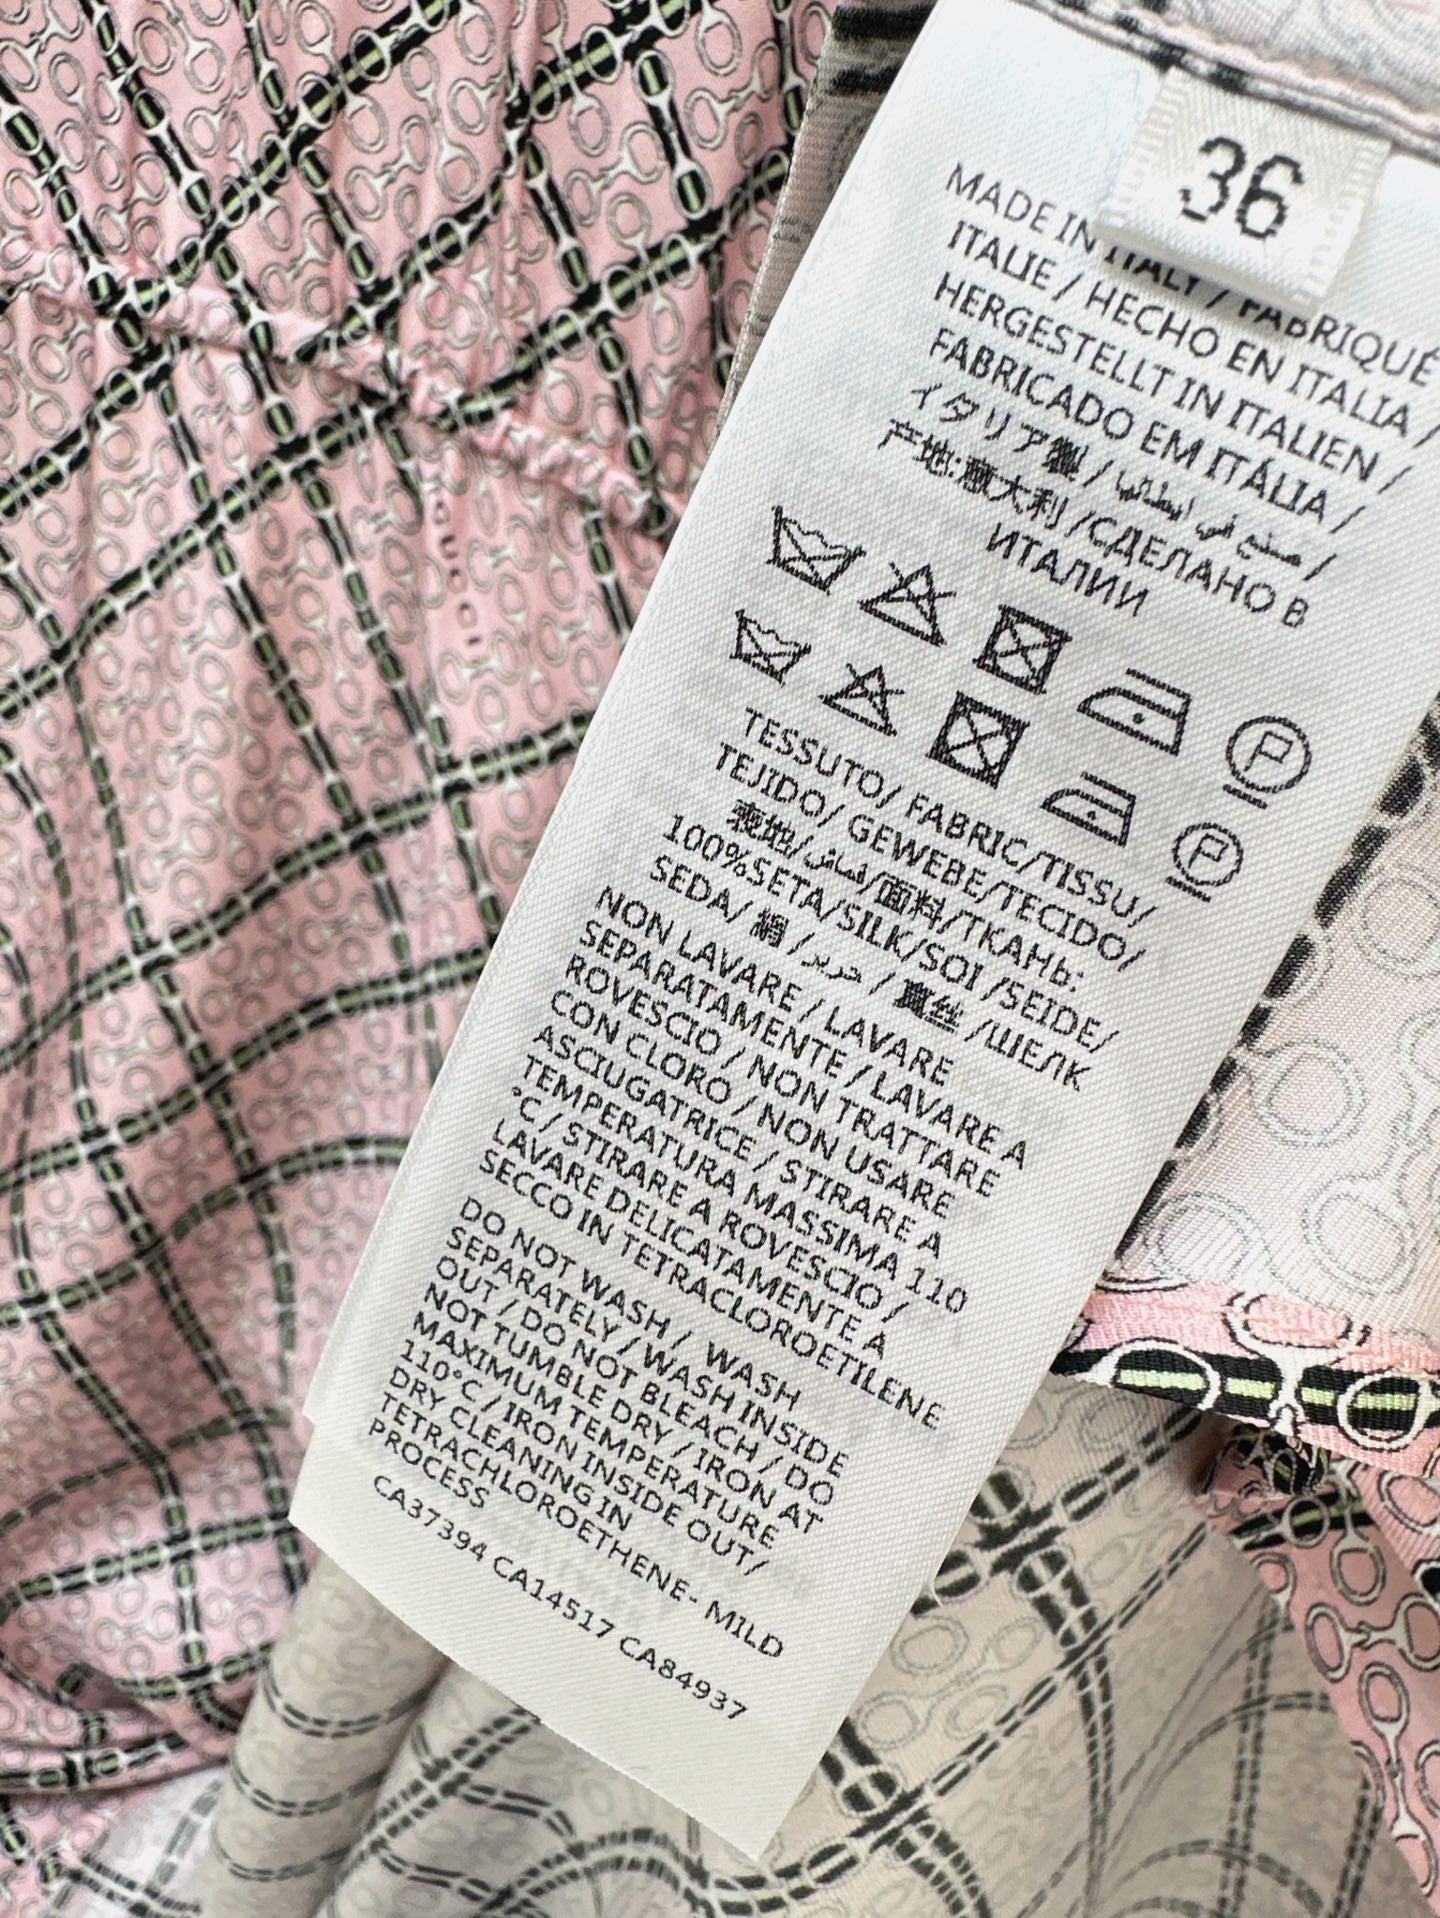 36
MADE IN ITALY / FABRIQUÉ
ITALIE / HECHO EN ITALIA /
HERGESTELLT IN ITALIEN /
FABRICADO EM ITÁLIA /
イタリア製 / صنع في إيطاليا /
产地:意大利 /СДЕЛАНО В
ИТАЛИИ
P
P
TESSUTO/ FABRIC/TISSU/
TEJIDO/ GEWEBE/TECIDO/
表地/قماش/面料/ТКАНЬ:
100%SETA/SILK/SOI /SEIDE/
SEDA/ 絹 / حرير / 真丝 /ШЕЛК
NON LAVARE / LAVARE
SEPARATAMENTE / LAVARE A
ROVESCIO / NON TRATTARE
CON CLORO / NON USARE
ASCIUGATRICE / STIRARE A
TEMPERATURA MASSIMA 110
°C / STIRARE A ROVESCIO /
LAVARE DELICATAMENTE A
SECCO IN TETRACLOROETILENE
DO NOT WASH / WASH
SEPARATELY / WASH INSIDE
OUT / DO NOT BLEACH / DO
NOT TUMBLE DRY / IRON AT
MAXIMUM TEMPERATURE
110°C / IRON INSIDE OUT/
DRY CLEANING IN
TETRACHLOROETHENE- MILD
PROCESS
CA37394 CA14517 CA84937
GUCCI